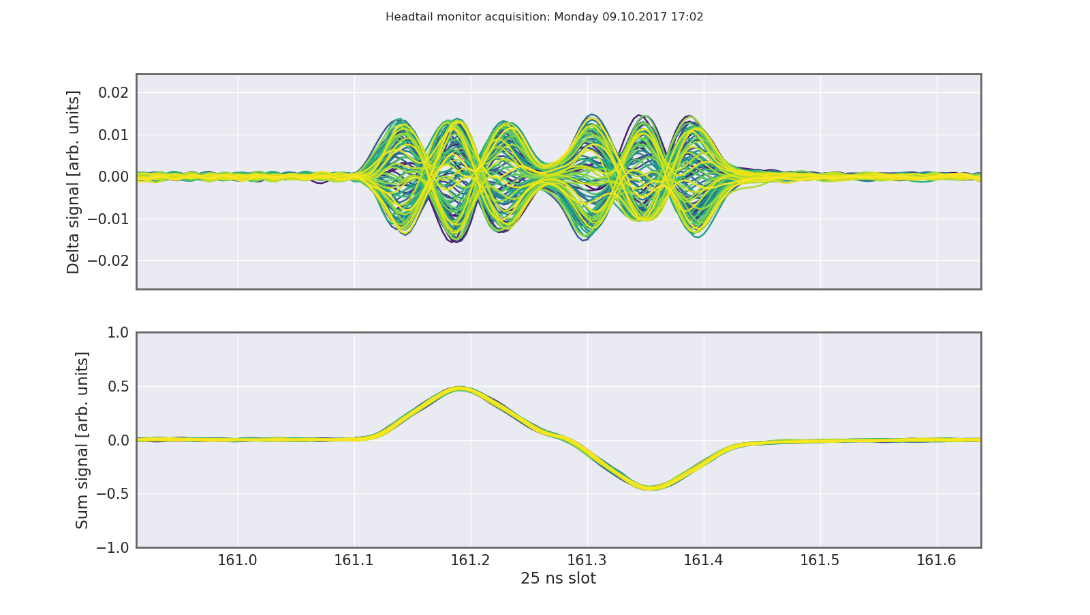 Headtail monitor acquisition: Monday 09.10.2017 17:02
Delta signal [arb. units]
0.02
0.01
0.00
−0.01
−0.02
Sum signal [arb. units]
1.0
0.5
0.0
−0.5
−1.0
161.0 161.1 161.2 161.3 161.4 161.5 161.6
25 ns slot